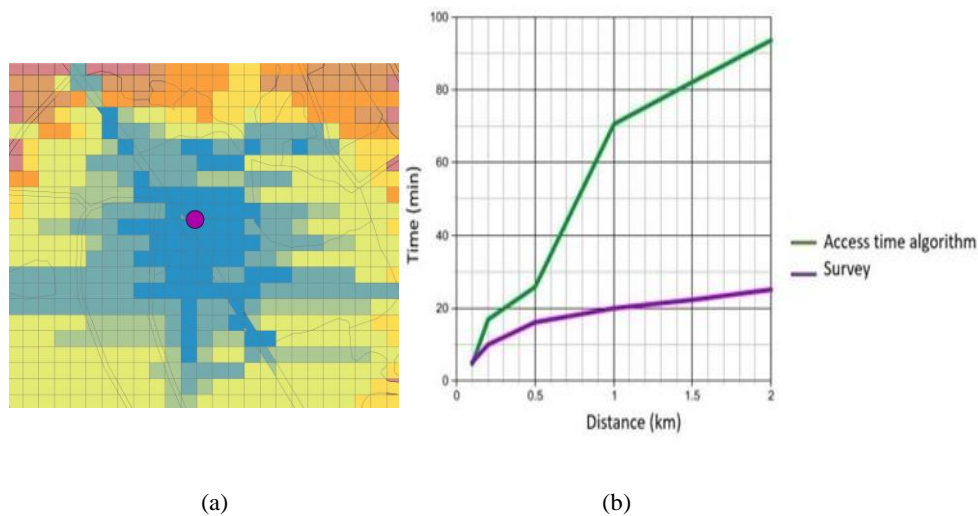 100
80
60
40
20
0
Time (min)
0
0.5
1
1.5
2
Distance (km)
Access time algorithm
Survey
(a)
(b)